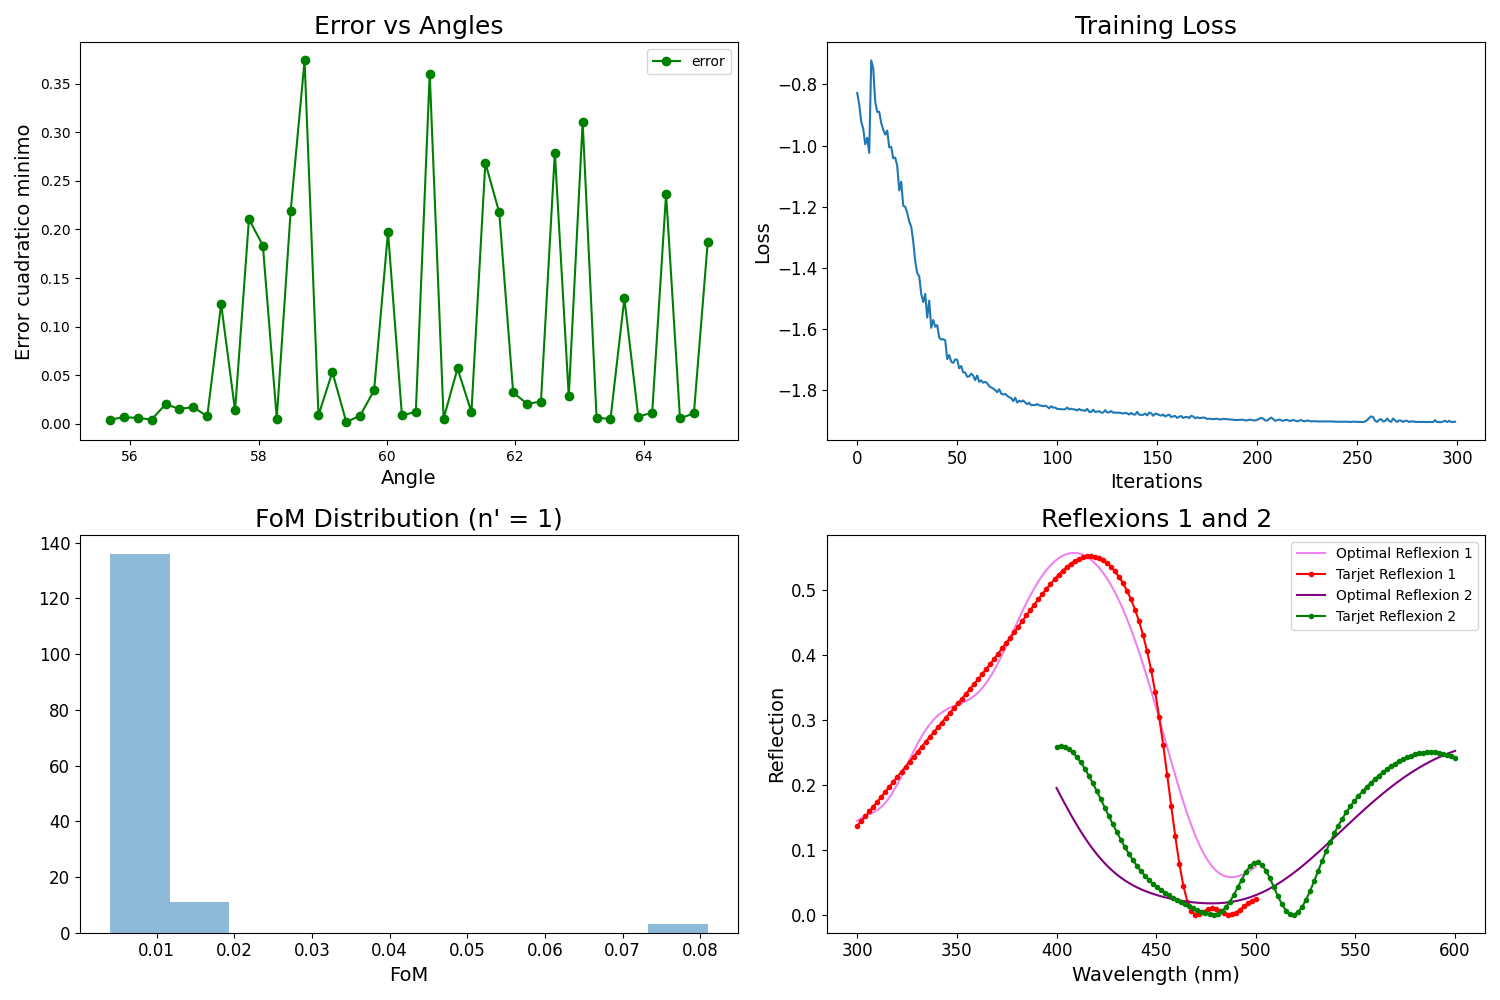 Error vs Angles
Error cuadratico minimo
0.35
0.30
0.25
0.20
0.15
0.10
0.05
0.00
error
56 58 60 62 64
Angle
Training Loss
Loss
−0.8
−1.0
−1.2
−1.4
−1.6
−1.8
0 50 100 150 200 250 300
Iterations
FoM Distribution (n' = 1)
140
120
100
80
60
40
20
0
0.01 0.02 0.03 0.04 0.05 0.06 0.07 0.08
FoM
Reflexions 1 and 2
Reflection
0.5
0.4
0.3
0.2
0.1
0.0
Optimal Reflexion 1
Tarjet Reflexion 1
Optimal Reflexion 2
Tarjet Reflexion 2
300 350 400 450 500 550 600
Wavelength (nm)